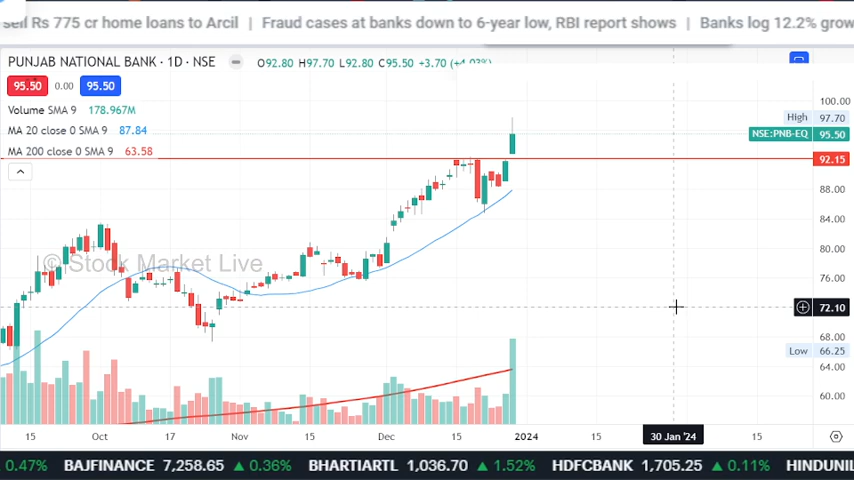 sell Rs 775 cr home loans to Arcil | Fraud cases at banks down to 6-year low, RBI report shows | Banks log 12.2% grow
PUNJAB NATIONAL BANK · 1D · NSE O92.80 H97.70 L92.80 C95.50 +3.70 (+4.03%)
95.50 0.00 95.50
Volume SMA 9 178.967M
MA 20 close 0 SMA 9 87.84
MA 200 close 0 SMA 9 63.58
100.00
High 97.70
NSE:PNB-EQ 95.50
92.15
88.00
84.00
80.00
© Stock Market Live
76.00
72.10
68.00
Low 66.25
64.00
60.00
15 Oct 17 Nov 15 Dec 15 2024 15 30 Jan '24 15
0.47% BAJFINANCE 7,258.65 ▲ 0.36% BHARTIARTL 1,036.70 ▲ 1.52% HDFCBANK 1,705.25 ▲ 0.11% HINDUNIL